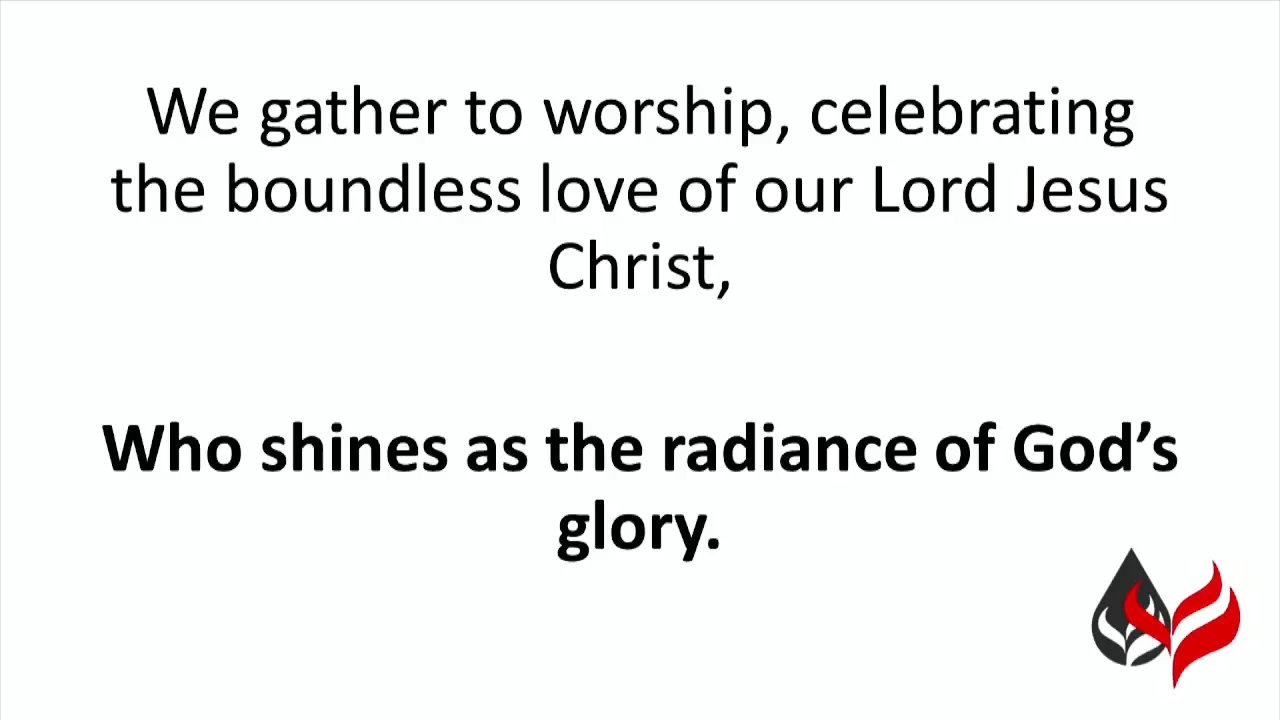 We gather to worship, celebrating
the boundless love of our Lord Jesus
Christ,
Who shines as the radiance of God’s
glory.